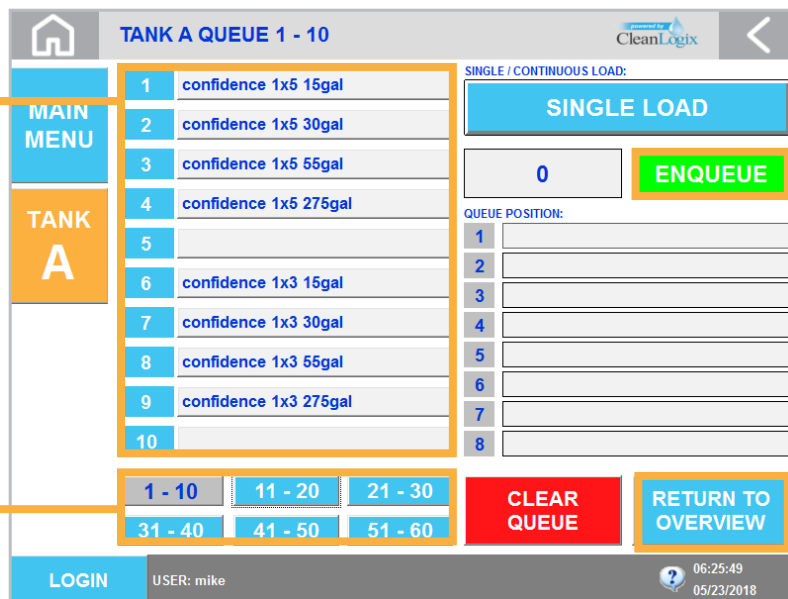 TANK A QUEUE 1 - 10
powered by
CleanLogix
MAIN
MENU
TANK
A
1 confidence 1x5 15gal
2 confidence 1x5 30gal
3 confidence 1x5 55gal
4 confidence 1x5 275gal
5
6 confidence 1x3 15gal
7 confidence 1x3 30gal
8 confidence 1x3 55gal
9 confidence 1x3 275gal
10
1 - 10 11 - 20 21 - 30
31 - 40 41 - 50 51 - 60
SINGLE / CONTINUOUS LOAD:
SINGLE LOAD
0 ENQUEUE
QUEUE POSITION:
1
2
3
4
5
6
7
8
CLEAR
QUEUE
RETURN TO
OVERVIEW
LOGIN USER: mike
?
06:25:49
05/23/2018